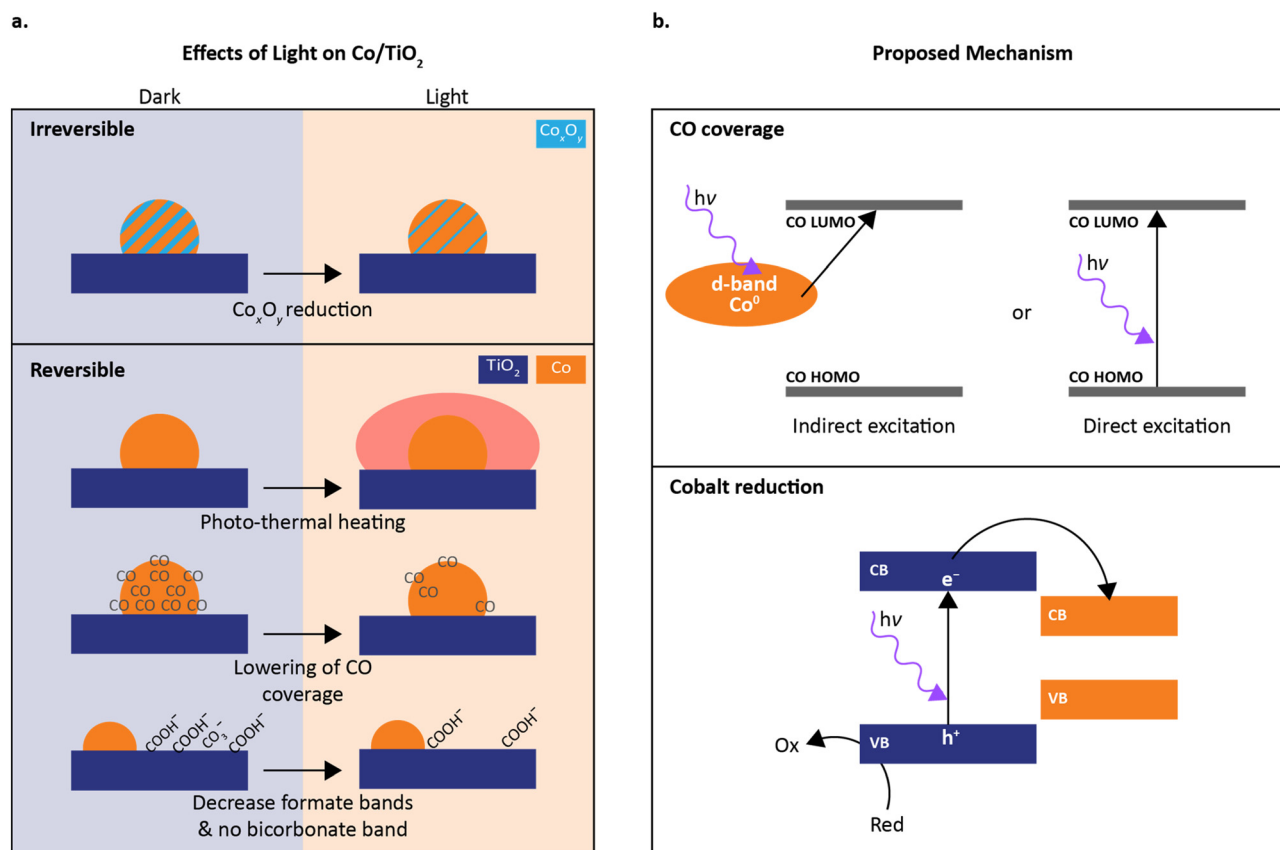 a.
Effects of Light on Co/TiO₂
Dark
Light
Irreversible
CoₓOᵧ
CoₓOᵧ reduction
Reversible
TiO₂
Co
Photo-thermal heating
CO
CO CO CO
CO CO
CO CO CO CO
CO
CO
CO
CO
Lowering of CO
coverage
COOH⁻
COOH⁻
CO₃⁻
COOH⁻
COOH⁻
COOH⁻
Decrease formate bands
& no bicorbonate band
b.
Proposed Mechanism
CO coverage
hν
CO LUMO
d-band
Co⁰
CO HOMO
Indirect excitation
or
CO LUMO
hν
CO HOMO
Direct excitation
Cobalt reduction
CB
e⁻
hν
CB
VB
VB
h⁺
Ox
Red